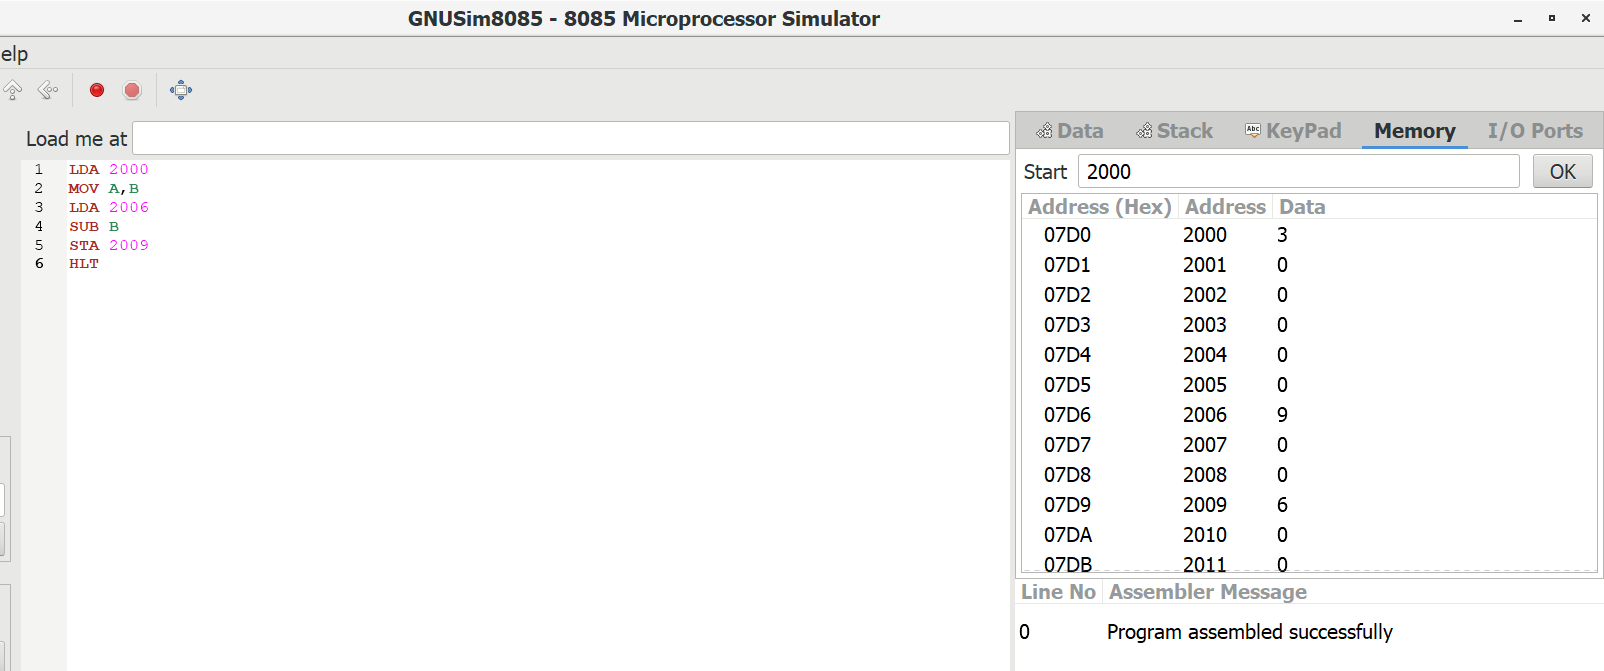 GNUSim8085 - 8085 Microprocessor Simulator
elp
Load me at
1 LDA 2000
2 MOV A,B
3 LDA 2006
4 SUB B
5 STA 2009
6 HLT
Data Stack Abc KeyPad Memory I/O Ports
Start 2000 OK
Address (Hex) Address Data
07D0 2000 3
07D1 2001 0
07D2 2002 0
07D3 2003 0
07D4 2004 0
07D5 2005 0
07D6 2006 9
07D7 2007 0
07D8 2008 0
07D9 2009 6
07DA 2010 0
07DB 2011 0
Line No Assembler Message
0 Program assembled successfully